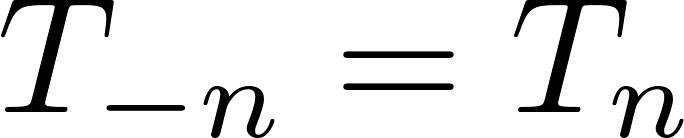 T_{-n} = T_n